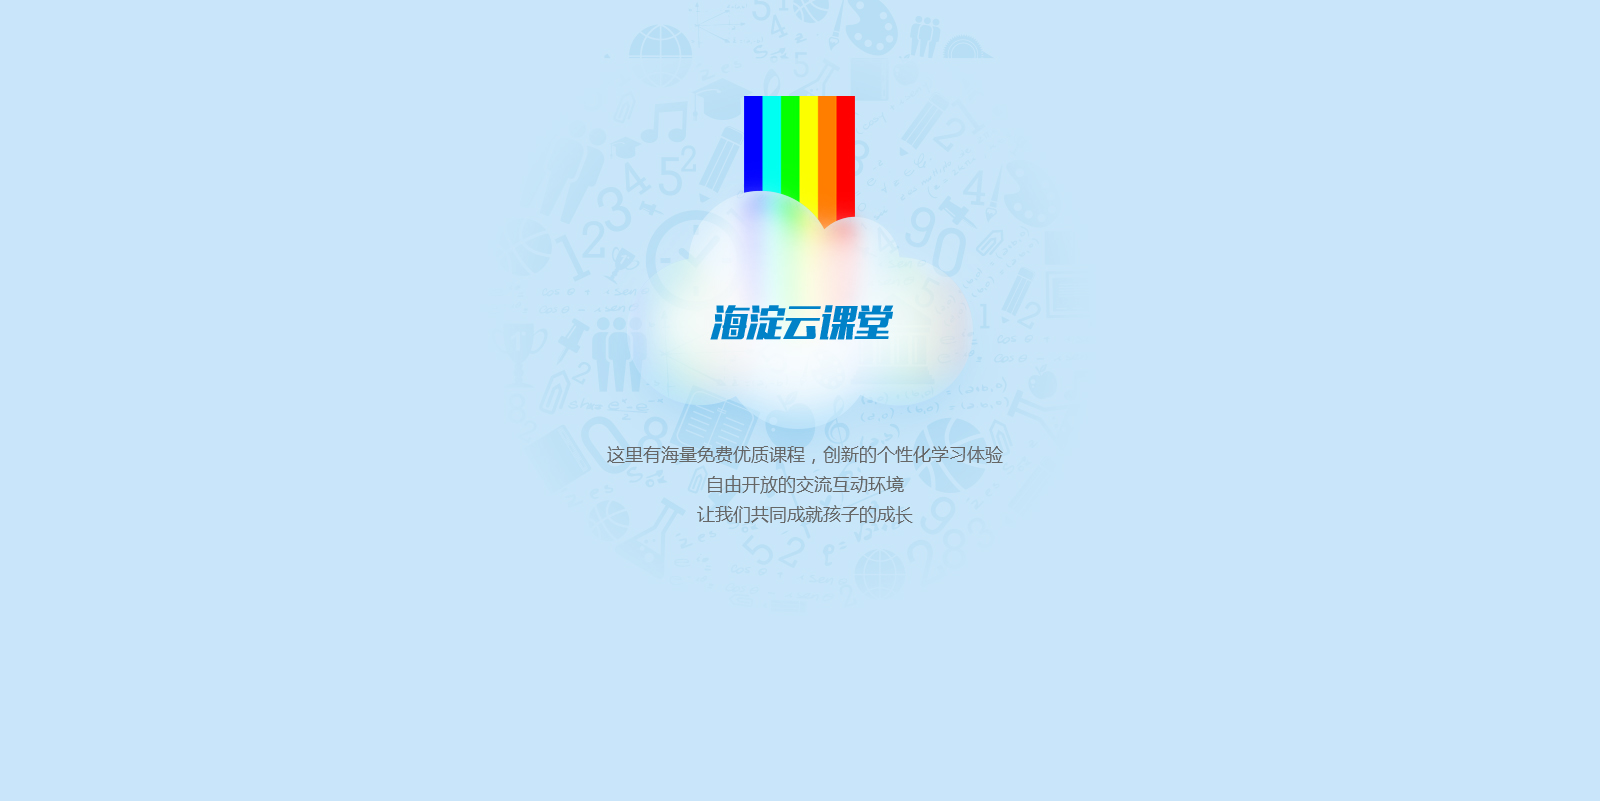 海淀云课堂
这里有海量免费优质课程，创新的个性化学习体验
自由开放的交流互动环境
让我们共同成就孩子的成长